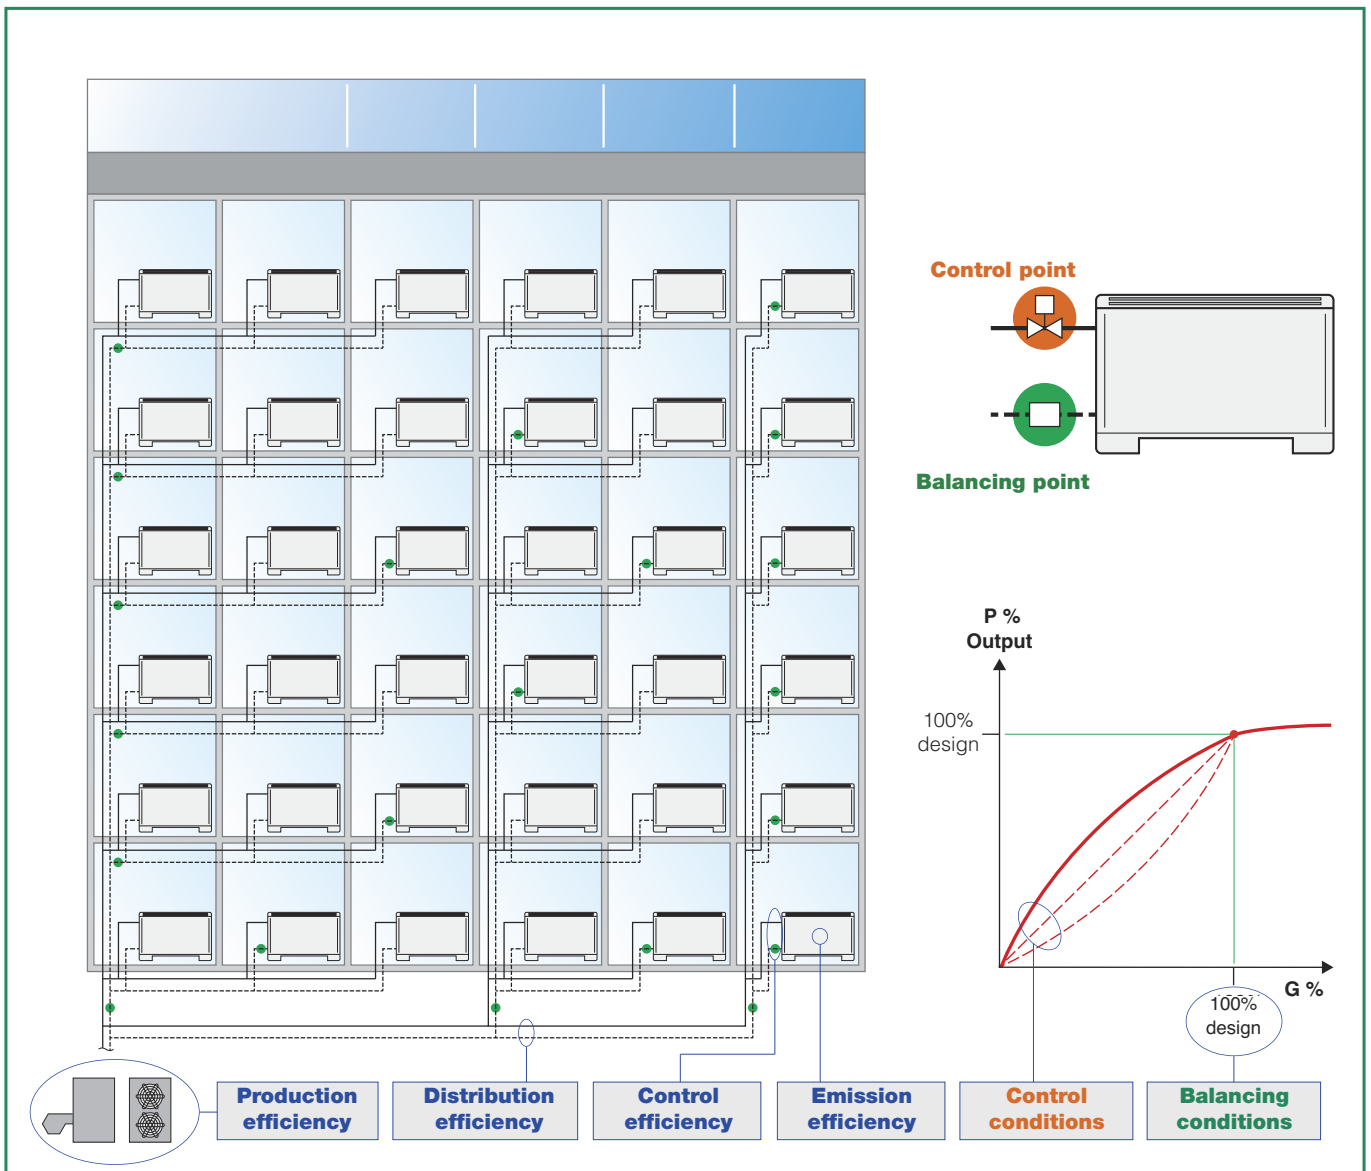 Control point
Balancing point
P %
Output
100%
design
G %
100%
design
Production
efficiency
Distribution
efficiency
Control
efficiency
Emission
efficiency
Control
conditions
Balancing
conditions